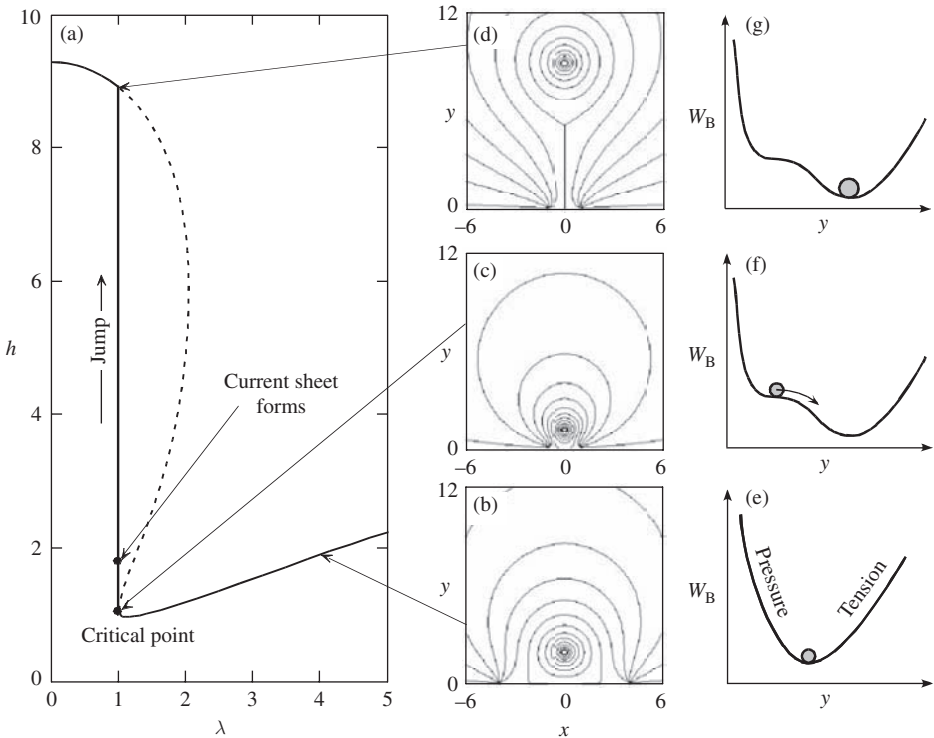 (a)
10
8
6
4
2
0
h
0
1
2
3
4
5
λ
Jump
Current sheet
forms
Critical point
(d)
12
y
0
−6
0
6
(c)
12
y
0
−6
0
6
(b)
12
y
0
−6
0
6
x
(g)
W_B
y
(f)
W_B
y
(e)
W_B
Pressure
Tension
y